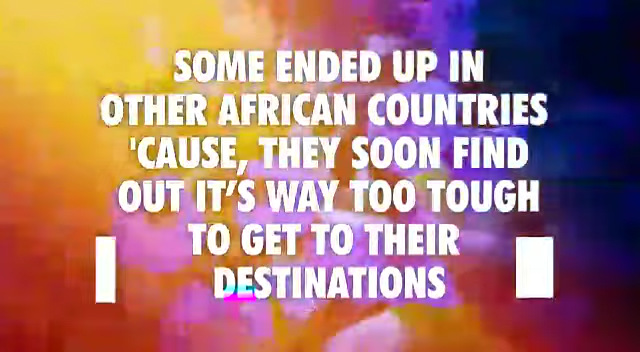 SOME ENDED UP IN
OTHER AFRICAN COUNTRIES
'CAUSE, THEY SOON FIND
OUT IT'S WAY TOO TOUGH
TO GET TO THEIR
DESTINATIONS